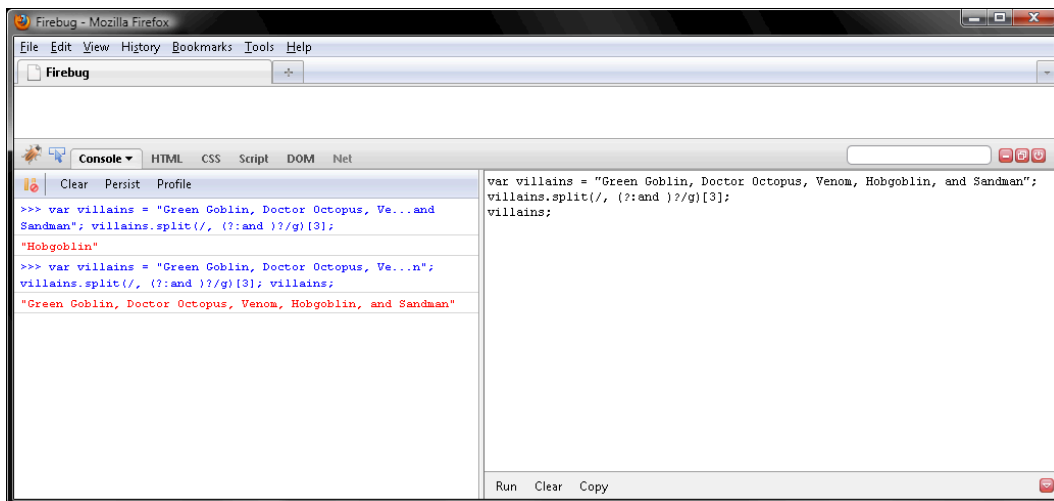 Firebug - Mozilla Firefox
File Edit View History Bookmarks Tools Help
Firebug
Console HTML CSS Script DOM Net
Clear Persist Profile
>>> var villains = "Green Goblin, Doctor Octopus, Ve...and
Sandman"; villains.split(/, (?:and )?/g)[3];
"Hobgoblin"
>>> var villains = "Green Goblin, Doctor Octopus, Ve...n";
villains.split(/, (?:and )?/g)[3]; villains;
"Green Goblin, Doctor Octopus, Venom, Hobgoblin, and Sandman"
var villains = "Green Goblin, Doctor Octopus, Venom, Hobgoblin, and Sandman";
villains.split(/, (?:and )?/g)[3];
villains;
Run Clear Copy